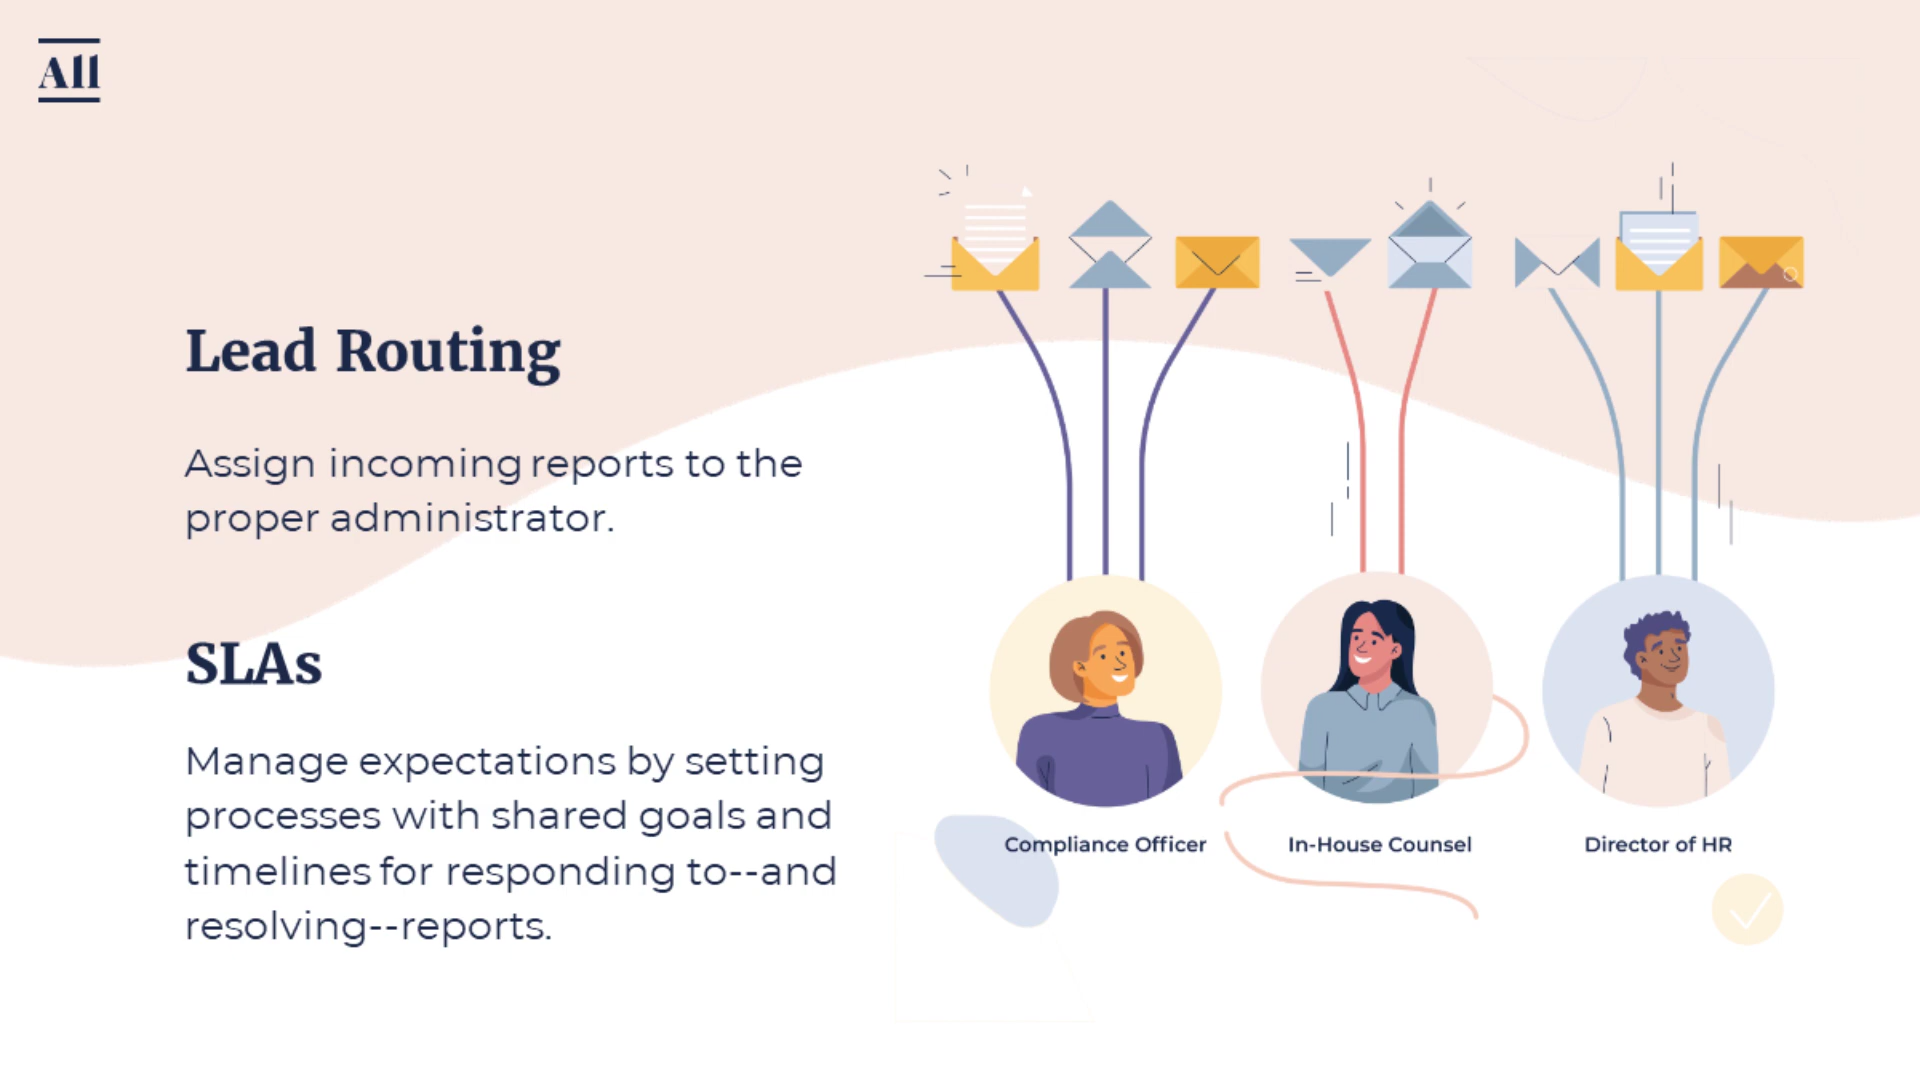 All
Lead Routing
Assign incoming reports to the
proper administrator.
SLAs
Manage expectations by setting
processes with shared goals and
timelines for responding to--and
resolving--reports.
Compliance Officer
In-House Counsel
Director of HR